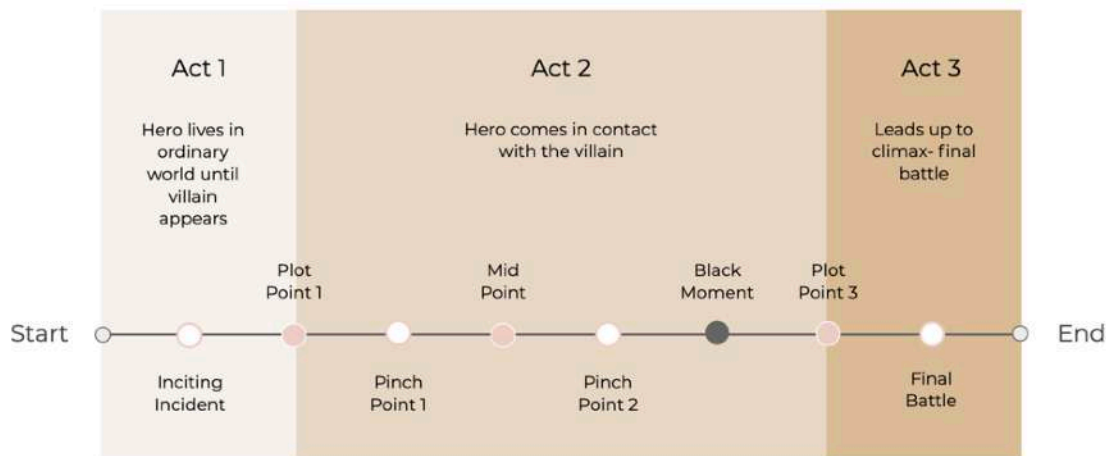 Act 1
Act 2
Act 3
Hero lives in
ordinary
world until
villain
appears
Hero comes in contact
with the villain
Leads up to
climax- final
battle
Plot
Point 1
Mid
Point
Black
Moment
Plot
Point 3
Start
End
Inciting
Incident
Pinch
Point 1
Pinch
Point 2
Final
Battle